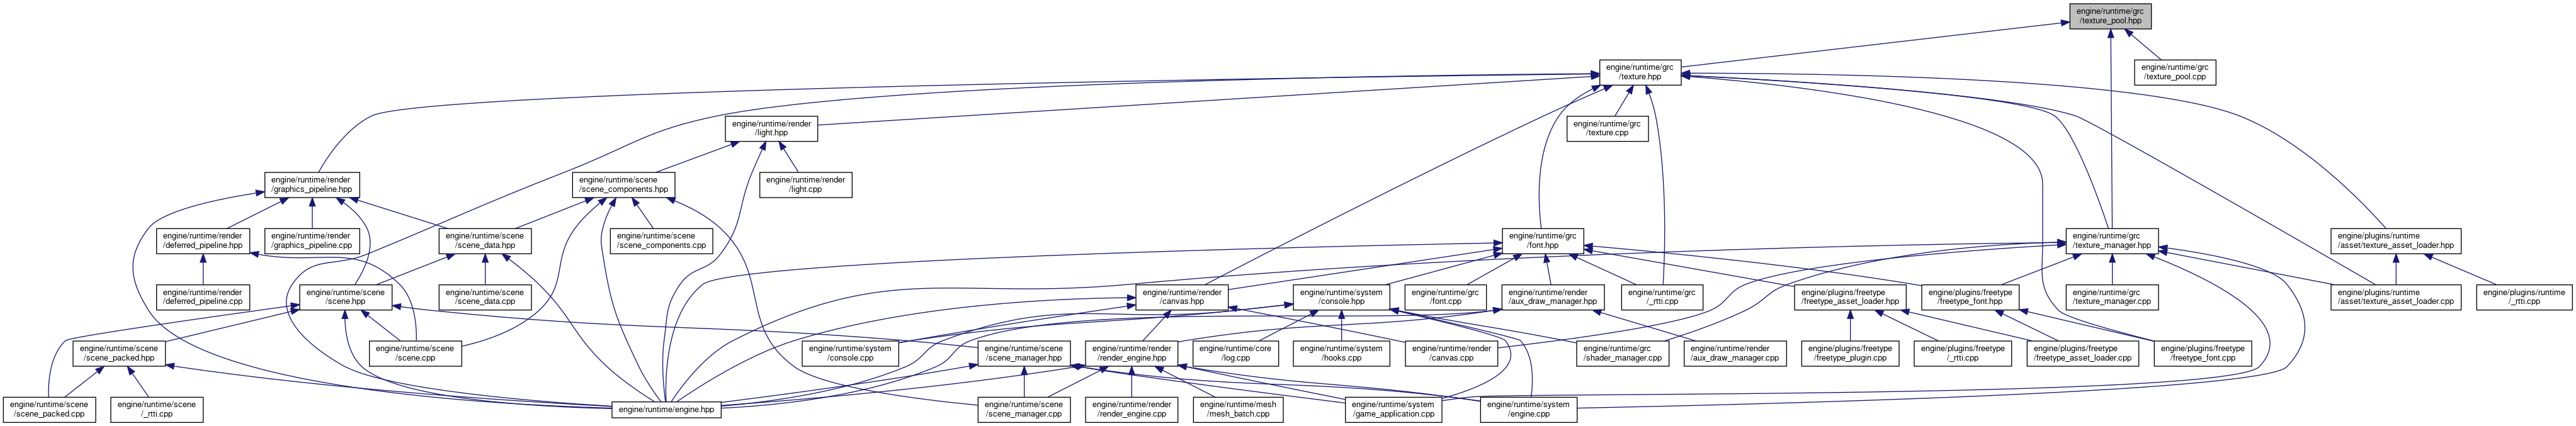 engine/runtime/grc
/texture_pool.hpp
engine/runtime/grc
/texture.hpp
engine/runtime/grc
/texture_pool.cpp
engine/runtime/render
/light.hpp
engine/runtime/grc
/texture.cpp
engine/runtime/render
/graphics_pipeline.hpp
engine/runtime/scene
/scene_components.hpp
engine/runtime/render
/light.cpp
engine/runtime/render
/deferred_pipeline.hpp
engine/runtime/render
/graphics_pipeline.cpp
engine/runtime/scene
/scene_data.hpp
engine/runtime/scene
/scene_components.cpp
engine/runtime/grc
/font.hpp
engine/runtime/grc
/texture_manager.hpp
engine/plugins/runtime
/asset/texture_asset_loader.hpp
engine/runtime/render
/deferred_pipeline.cpp
engine/runtime/scene
/scene.hpp
engine/runtime/scene
/scene_data.cpp
engine/runtime/render
/canvas.hpp
engine/runtime/system
/console.hpp
engine/runtime/grc
/font.cpp
engine/runtime/render
/aux_draw_manager.hpp
engine/runtime/grc
/_rtti.cpp
engine/plugins/freetype
/freetype_asset_loader.hpp
engine/plugins/freetype
/freetype_font.hpp
engine/runtime/grc
/texture_manager.cpp
engine/plugins/runtime
/asset/texture_asset_loader.cpp
engine/plugins/runtime
/_rtti.cpp
engine/runtime/scene
/scene_packed.hpp
engine/runtime/scene
/scene.cpp
engine/runtime/system
/console.cpp
engine/runtime/scene
/scene_manager.hpp
engine/runtime/render
/render_engine.hpp
engine/runtime/core
/log.cpp
engine/runtime/system
/hooks.cpp
engine/runtime/render
/canvas.cpp
engine/runtime/grc
/shader_manager.cpp
engine/runtime/render
/aux_draw_manager.cpp
engine/plugins/freetype
/freetype_plugin.cpp
engine/plugins/freetype
/_rtti.cpp
engine/plugins/freetype
/freetype_asset_loader.cpp
engine/plugins/freetype
/freetype_font.cpp
engine/runtime/scene
/scene_packed.cpp
engine/runtime/scene
/_rtti.cpp
engine/runtime/engine.hpp
engine/runtime/scene
/scene_manager.cpp
engine/runtime/render
/render_engine.cpp
engine/runtime/mesh
/mesh_batch.cpp
engine/runtime/system
/game_application.cpp
engine/runtime/system
/engine.cpp